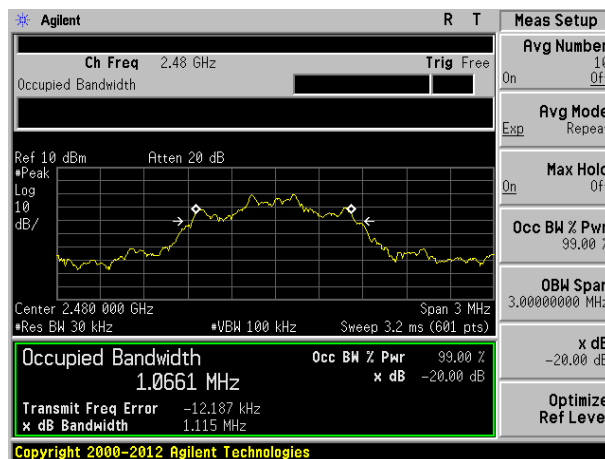 Agilent R T Meas Setup
Avg Number
10
On Off
Ch Freq 2.48 GHz Trig Free
Occupied Bandwidth
Avg Mode
Exp Repeat
Ref 10 dBm Atten 20 dB
#Peak
Log
10
dB/
Max Hold
On Off
Occ BW % Pwr
99.00 %
OBW Span
3.00000000 MHz
Center 2.480 000 GHz Span 3 MHz
#Res BW 30 kHz #VBW 100 kHz Sweep 3.2 ms (601 pts)
x dB
-20.00 dB
Occupied Bandwidth Occ BW % Pwr 99.00 %
1.0661 MHz x dB -20.00 dB
Transmit Freq Error -12.187 kHz
x dB Bandwidth 1.115 MHz
Optimize
Ref Level
Copyright 2000-2012 Agilent Technologies